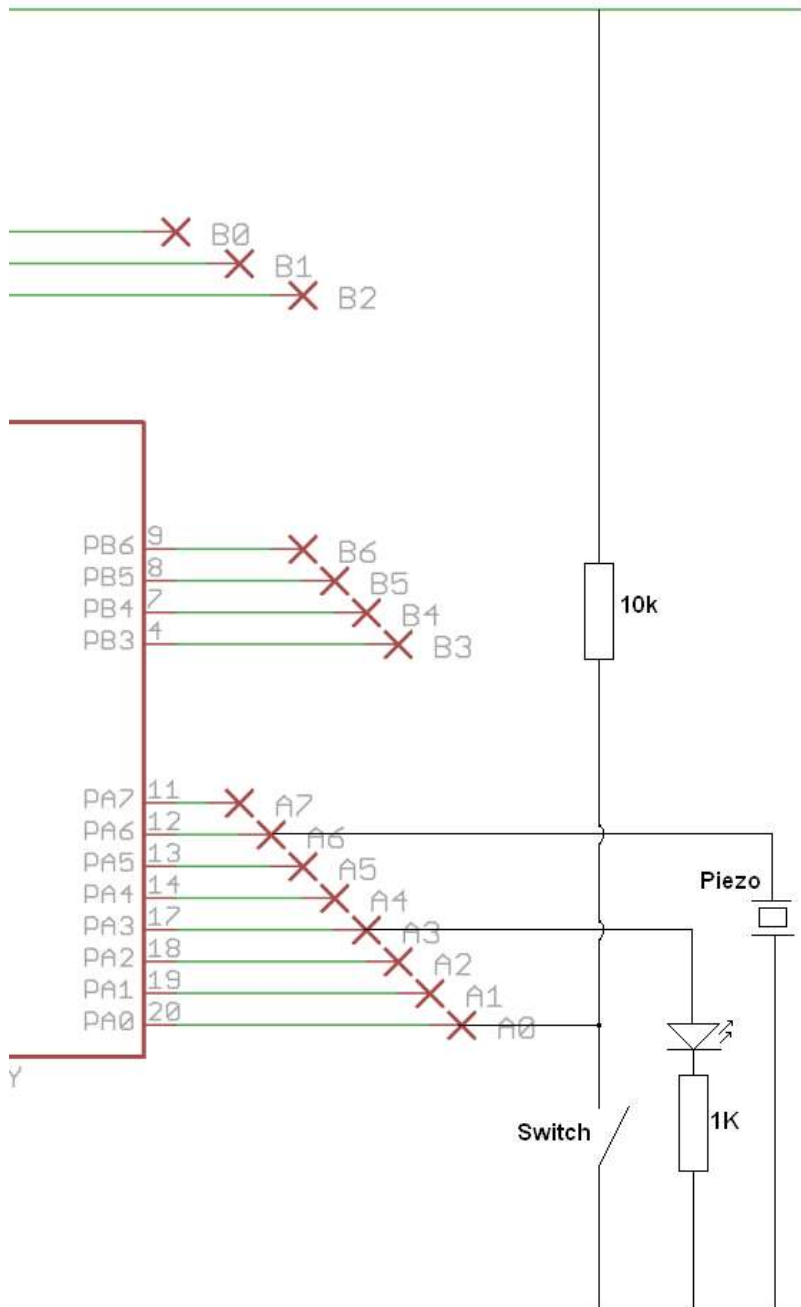 B0
B1
B2
PB6 9 B6
PB5 8 B5
PB4 7 B4
PB3 4 B3
10k
PA7 11 A7
PA6 12 A6
PA5 13 A5
PA4 14 A4
PA3 17 A3
PA2 18 A2
PA1 19 A1
PA0 20 A0
Piezo
Y
Switch
1K